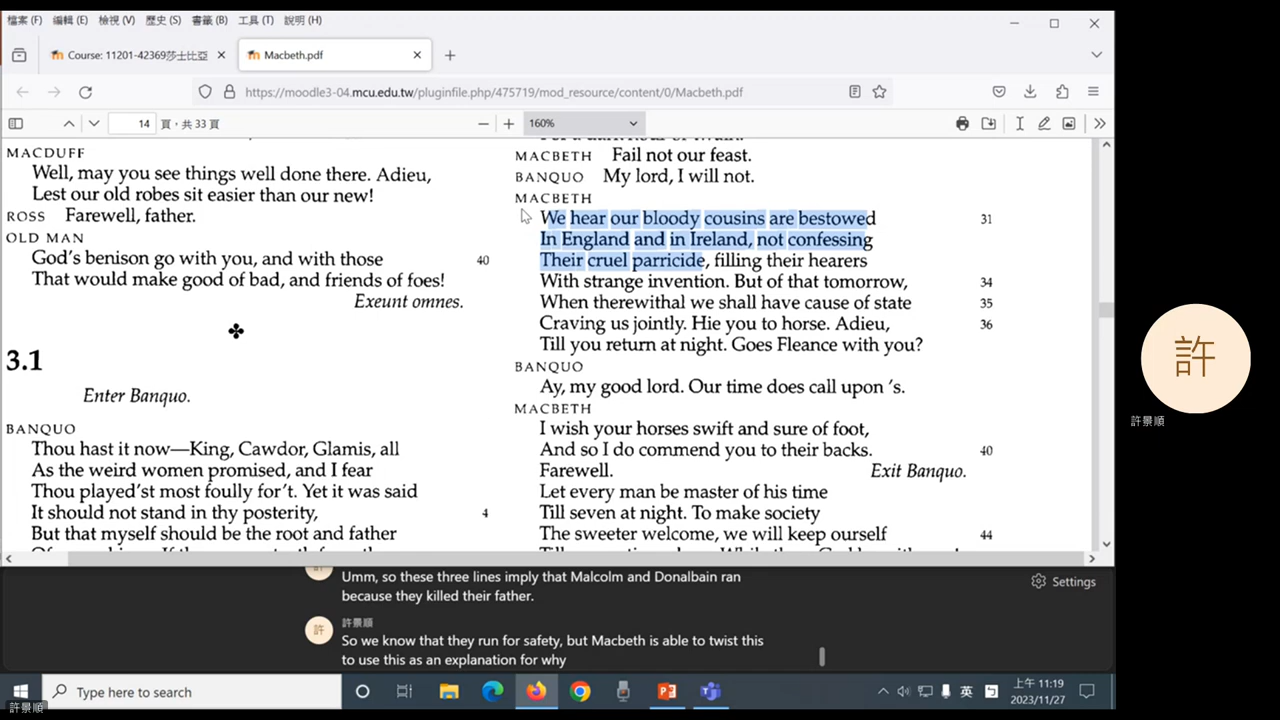 檔案 (F) 編輯 (E) 檢視 (V) 歷史 (S) 書籤 (B) 工具 (T) 說明 (H)
Course: 11201-42369莎士比亞
Macbeth.pdf
https://moodle3-04.mcu.edu.tw/pluginfile.php/475719/mod_resource/content/0/Macbeth.pdf
14 頁，共 33 頁
160%
MACDUFF
Well, may you see things well done there. Adieu,
Lest our old robes sit easier than our new!
ROSS Farewell, father.
OLD MAN
God's benison go with you, and with those 40
That would make good of bad, and friends of foes!
Exeunt omnes.
3.1
Enter Banquo.
BANQUO
Thou hast it now—King, Cawdor, Glamis, all
As the weird women promised, and I fear
Thou played'st most foully for't. Yet it was said
It should not stand in thy posterity, 4
But that myself should be the root and father
MACBETH Fail not our feast.
BANQUO My lord, I will not.
MACBETH
We hear our bloody cousins are bestowed 31
In England and in Ireland, not confessing
Their cruel parricide, filling their hearers
With strange invention. But of that tomorrow, 34
When therewithal we shall have cause of state 35
Craving us jointly. Hie you to horse. Adieu, 36
Till you return at night. Goes Fleance with you?
BANQUO
Ay, my good lord. Our time does call upon 's.
MACBETH
I wish your horses swift and sure of foot,
And so I do commend you to their backs. 40
Farewell. Exit Banquo.
Let every man be master of his time
Till seven at night. To make society
The sweeter welcome, we will keep ourself 44
許
許景順
許
Umm, so these three lines imply that Malcolm and Donalbain ran
because they killed their father.
Settings
許
許景順
So we know that they run for safety, but Macbeth is able to twist this
to use this as an explanation for why
Type here to search
英
上午 11:19
2023/11/27
許景順